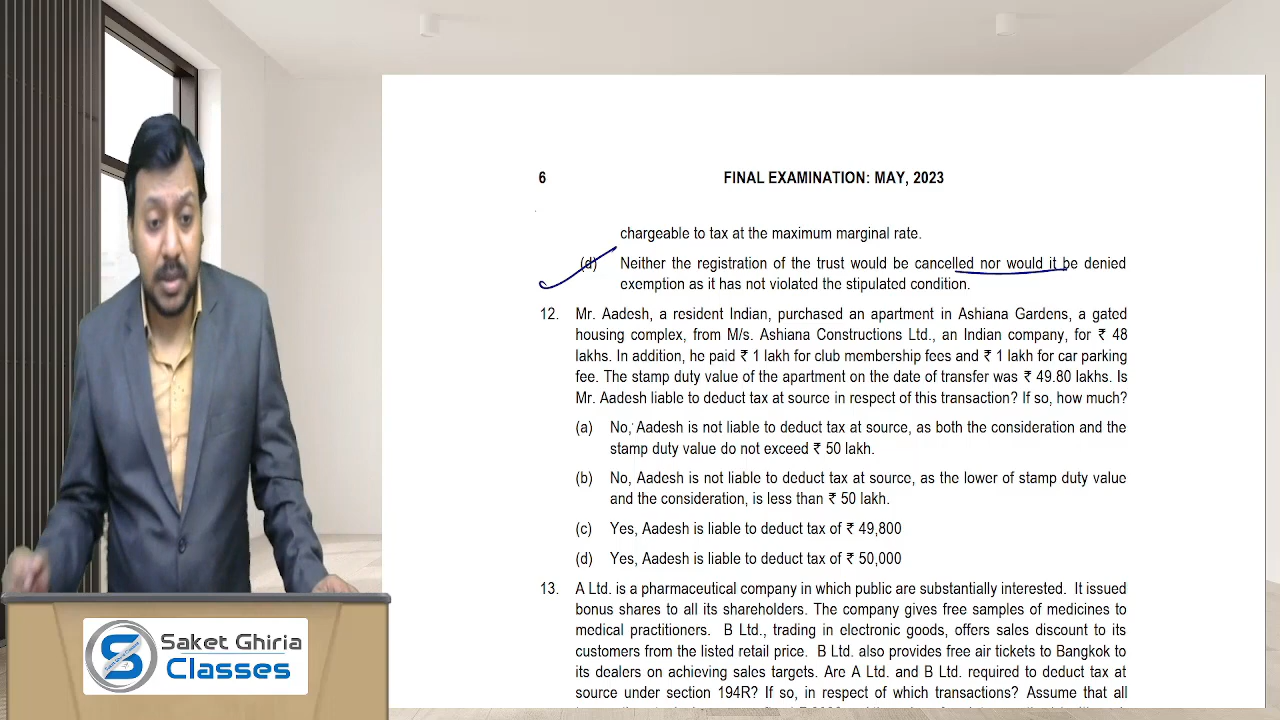 6
FINAL EXAMINATION: MAY, 2023
chargeable to tax at the maximum marginal rate.
(d) Neither the registration of the trust would be cancelled nor would it be denied
exemption as it has not violated the stipulated condition.
12. Mr. Aadesh, a resident Indian, purchased an apartment in Ashiana Gardens, a gated
housing complex, from M/s. Ashiana Constructions Ltd., an Indian company, for ₹ 48
lakhs. In addition, he paid ₹ 1 lakh for club membership fees and ₹ 1 lakh for car parking
fee. The stamp duty value of the apartment on the date of transfer was ₹ 49.80 lakhs. Is
Mr. Aadesh liable to deduct tax at source in respect of this transaction? If so, how much?
(a) No, Aadesh is not liable to deduct tax at source, as both the consideration and the
stamp duty value do not exceed ₹ 50 lakh.
(b) No, Aadesh is not liable to deduct tax at source, as the lower of stamp duty value
and the consideration, is less than ₹ 50 lakh.
(c) Yes, Aadesh is liable to deduct tax of ₹ 49,800
(d) Yes, Aadesh is liable to deduct tax of ₹ 50,000
13. A Ltd. is a pharmaceutical company in which public are substantially interested. It issued
bonus shares to all its shareholders. The company gives free samples of medicines to
medical practitioners. B Ltd., trading in electronic goods, offers sales discount to its
customers from the listed retail price. B Ltd. also provides free air tickets to Bangkok to
its dealers on achieving sales targets. Are A Ltd. and B Ltd. required to deduct tax at
source under section 194R? If so, in respect of which transactions? Assume that all
Saket Ghiria
Classes